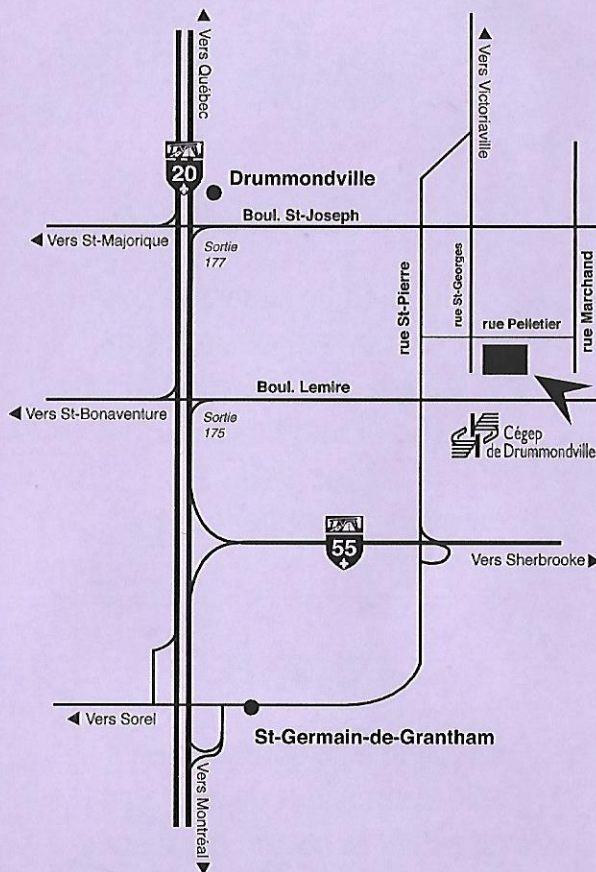 Vers Québec
Vers Victoriaville
20
Drummondville
Boul. St-Joseph
Vers St-Majorique
Sortie
177
rue St-Pierre
rue St-Georges
rue Pelletier
rue Marchand
Boul. Lemire
Vers St-Bonaventure
Sortie
175
Cégep
de Drummondville
55
Vers Sherbrooke
Vers Sorel
St-Germain-de-Grantham
Vers Montréal